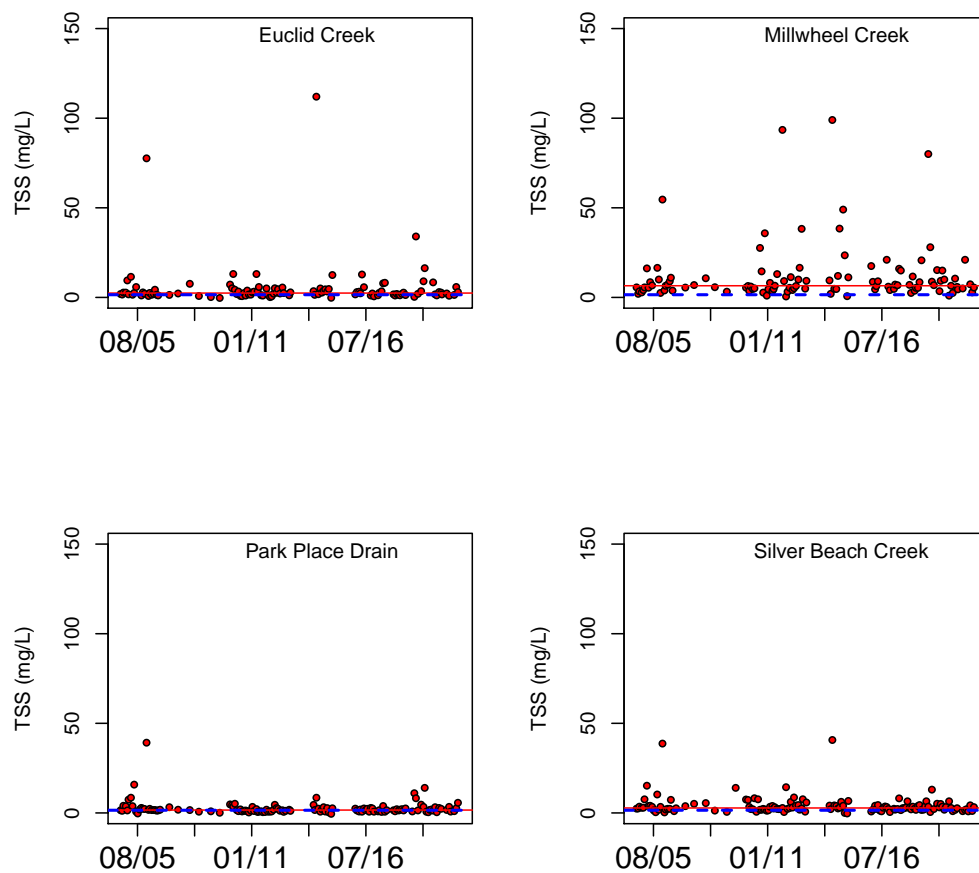 Euclid Creek
TSS (mg/L)
150
100
50
0
08/05 01/11 07/16
Millwheel Creek
TSS (mg/L)
150
100
50
0
08/05 01/11 07/16
Park Place Drain
TSS (mg/L)
150
100
50
0
08/05 01/11 07/16
Silver Beach Creek
TSS (mg/L)
150
100
50
0
08/05 01/11 07/16